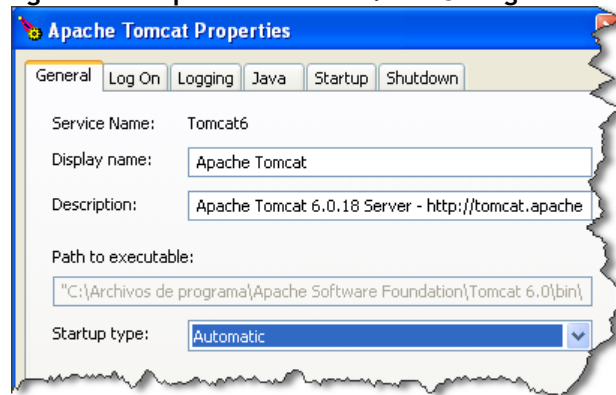 Apache Tomcat Properties
General Log On Logging Java Startup Shutdown
Service Name: Tomcat6
Display name: Apache Tomcat
Description: Apache Tomcat 6.0.18 Server - http://tomcat.apache
Path to executable:
"C:\Archivos de programa\Apache Software Foundation\Tomcat 6.0\bin\
Startup type: Automatic